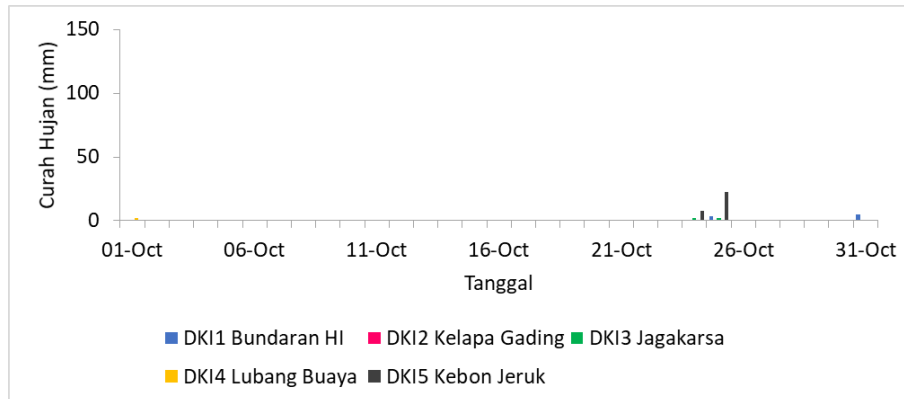 Curah Hujan (mm)
150
100
50
0
01-Oct 06-Oct 11-Oct 16-Oct 21-Oct 26-Oct 31-Oct
Tanggal
DKI1 Bundaran HI DKI2 Kelapa Gading DKI3 Jagakarsa
DKI4 Lubang Buaya DKI5 Kebon Jeruk